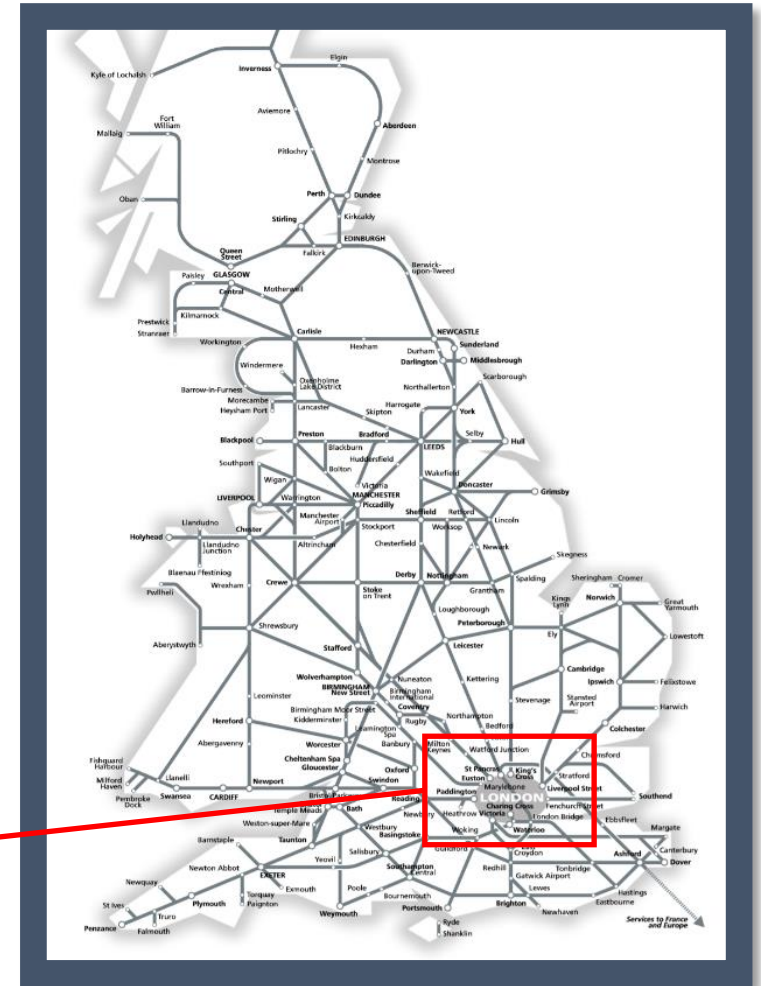 Elgin
Inverness
Kyle of Lochalsh
Aviemore
Fort
William
Mallaig
Aberdeen
Pitlochry
Montrose
Perth
Dundee
Oban
Kirkcaldy
Stirling
EDINBURGH
Queen
Street
Falkirk
Berwick-
upon-Tweed
Paisley
GLASGOW
Central
Motherwell
Prestwick
Kilmarnock
Stranraer
Carlisle
NEWCASTLE
Workington
Hexham
Sunderland
Durham
Darlington
Middlesbrough
Windermere
Scarborough
Oxenholme
Lake District
Barrow-in-Furness
Northallerton
Morecambe
Heysham Port
Lancaster
Harrogate
York
Skipton
Blackpool
Preston
Bradford
LEEDS
Selby
Hull
Blackburn
Huddersfield
Southport
Bolton
Wakefield
Wigan
Victoria
Doncaster
MANCHESTER
Piccadilly
Grimsby
LIVERPOOL
Warrington
Manchester
Airport
Sheffield
Retford
Llandudno
Chester
Stockport
Worksop
Lincoln
Holyhead
Llandudno
Junction
Altrincham
Chesterfield
Newark
Skegness
Blaenau Ffestiniog
Wrexham
Crewe
Stoke
on Trent
Derby
Nottingham
Spalding
Sheringham
Cromer
Pwllheli
Grantham
Kings
Lynn
Norwich
Great
Yarmouth
Loughborough
Peterborough
Shrewsbury
Ely
Lowestoft
Aberystwyth
Stafford
Leicester
Wolverhampton
Cambridge
BIRMINGHAM
New Street
Nuneaton
Birmingham
International
Kettering
Ipswich
Felixstowe
Leominster
Birmingham Moor Street
Coventry
Stevenage
Stansted
Airport
Hereford
Kidderminster
Rugby
Northampton
Harwich
Leamington
Spa
Bedford
Colchester
Abergavenny
Worcester
Banbury
Milton
Keynes
Watford Junction
Chelmsford
Cheltenham Spa
Gloucester
Fishguard
Harbour
Oxford
St Pancras
King's
Cross
Euston
Stratford
Milford
Haven
Llanelli
Newport
Swindon
Paddington
Marylebone
Liverpool Street
Pembroke
Dock
Swansea
CARDIFF
Bristol Parkway
Reading
LONDON
Southend
Temple Meads
Bath
Charing Cross
Fenchurch Street
Newbury
Heathrow
Victoria
London Bridge
Ebbsfleet
Weston-super-Mare
Westbury
Basingstoke
Waterloo
Margate
Barnstaple
Taunton
Woking
Guildford
Croydon
Canterbury
Salisbury
Ashford
Dover
Newton Abbot
Yeovil
Southampton
Central
Redhill
Tonbridge
EXETER
Gatwick Airport
Newquay
Exmouth
Poole
Hastings
St Ives
Plymouth
Torquay
Paignton
Bournemouth
Lewes
Eastbourne
Truro
Weymouth
Portsmouth
Brighton
Newhaven
Penzance
Falmouth
Ryde
Shanklin
Services to France
and Europe